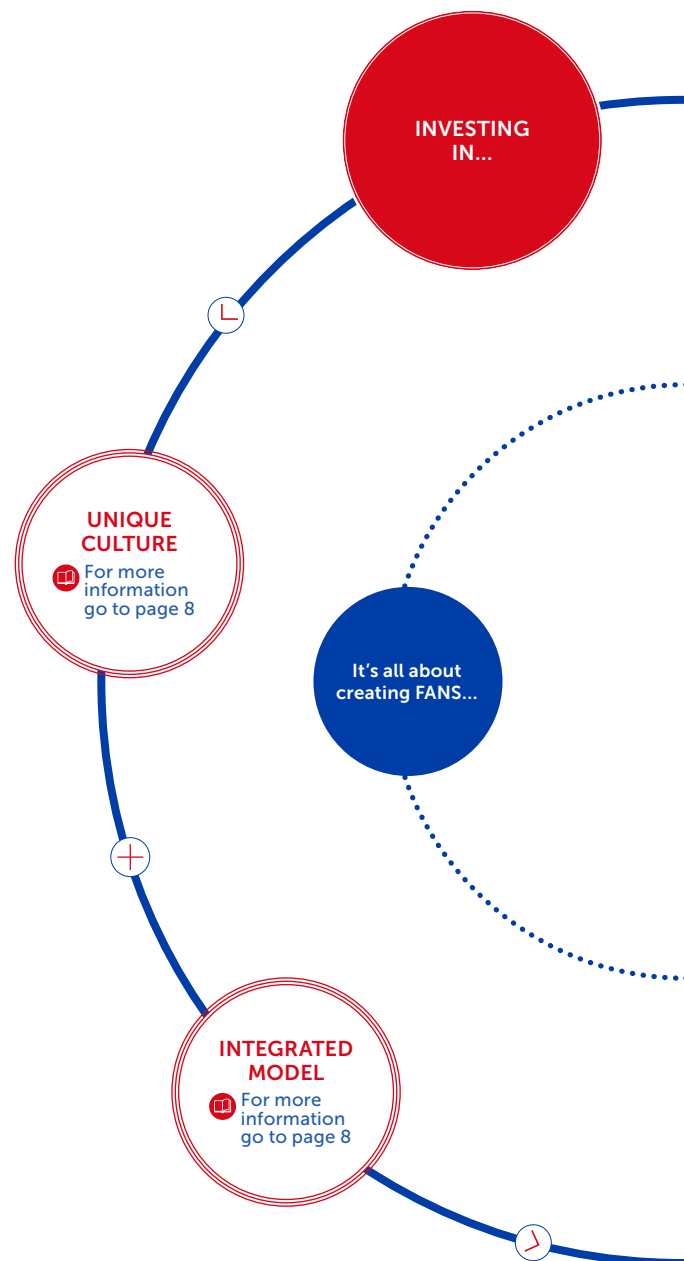 INVESTING
IN...
UNIQUE
CULTURE
For more
information
go to page 8
It's all about
creating FANS...
INTEGRATED
MODEL
For more
information
go to page 8